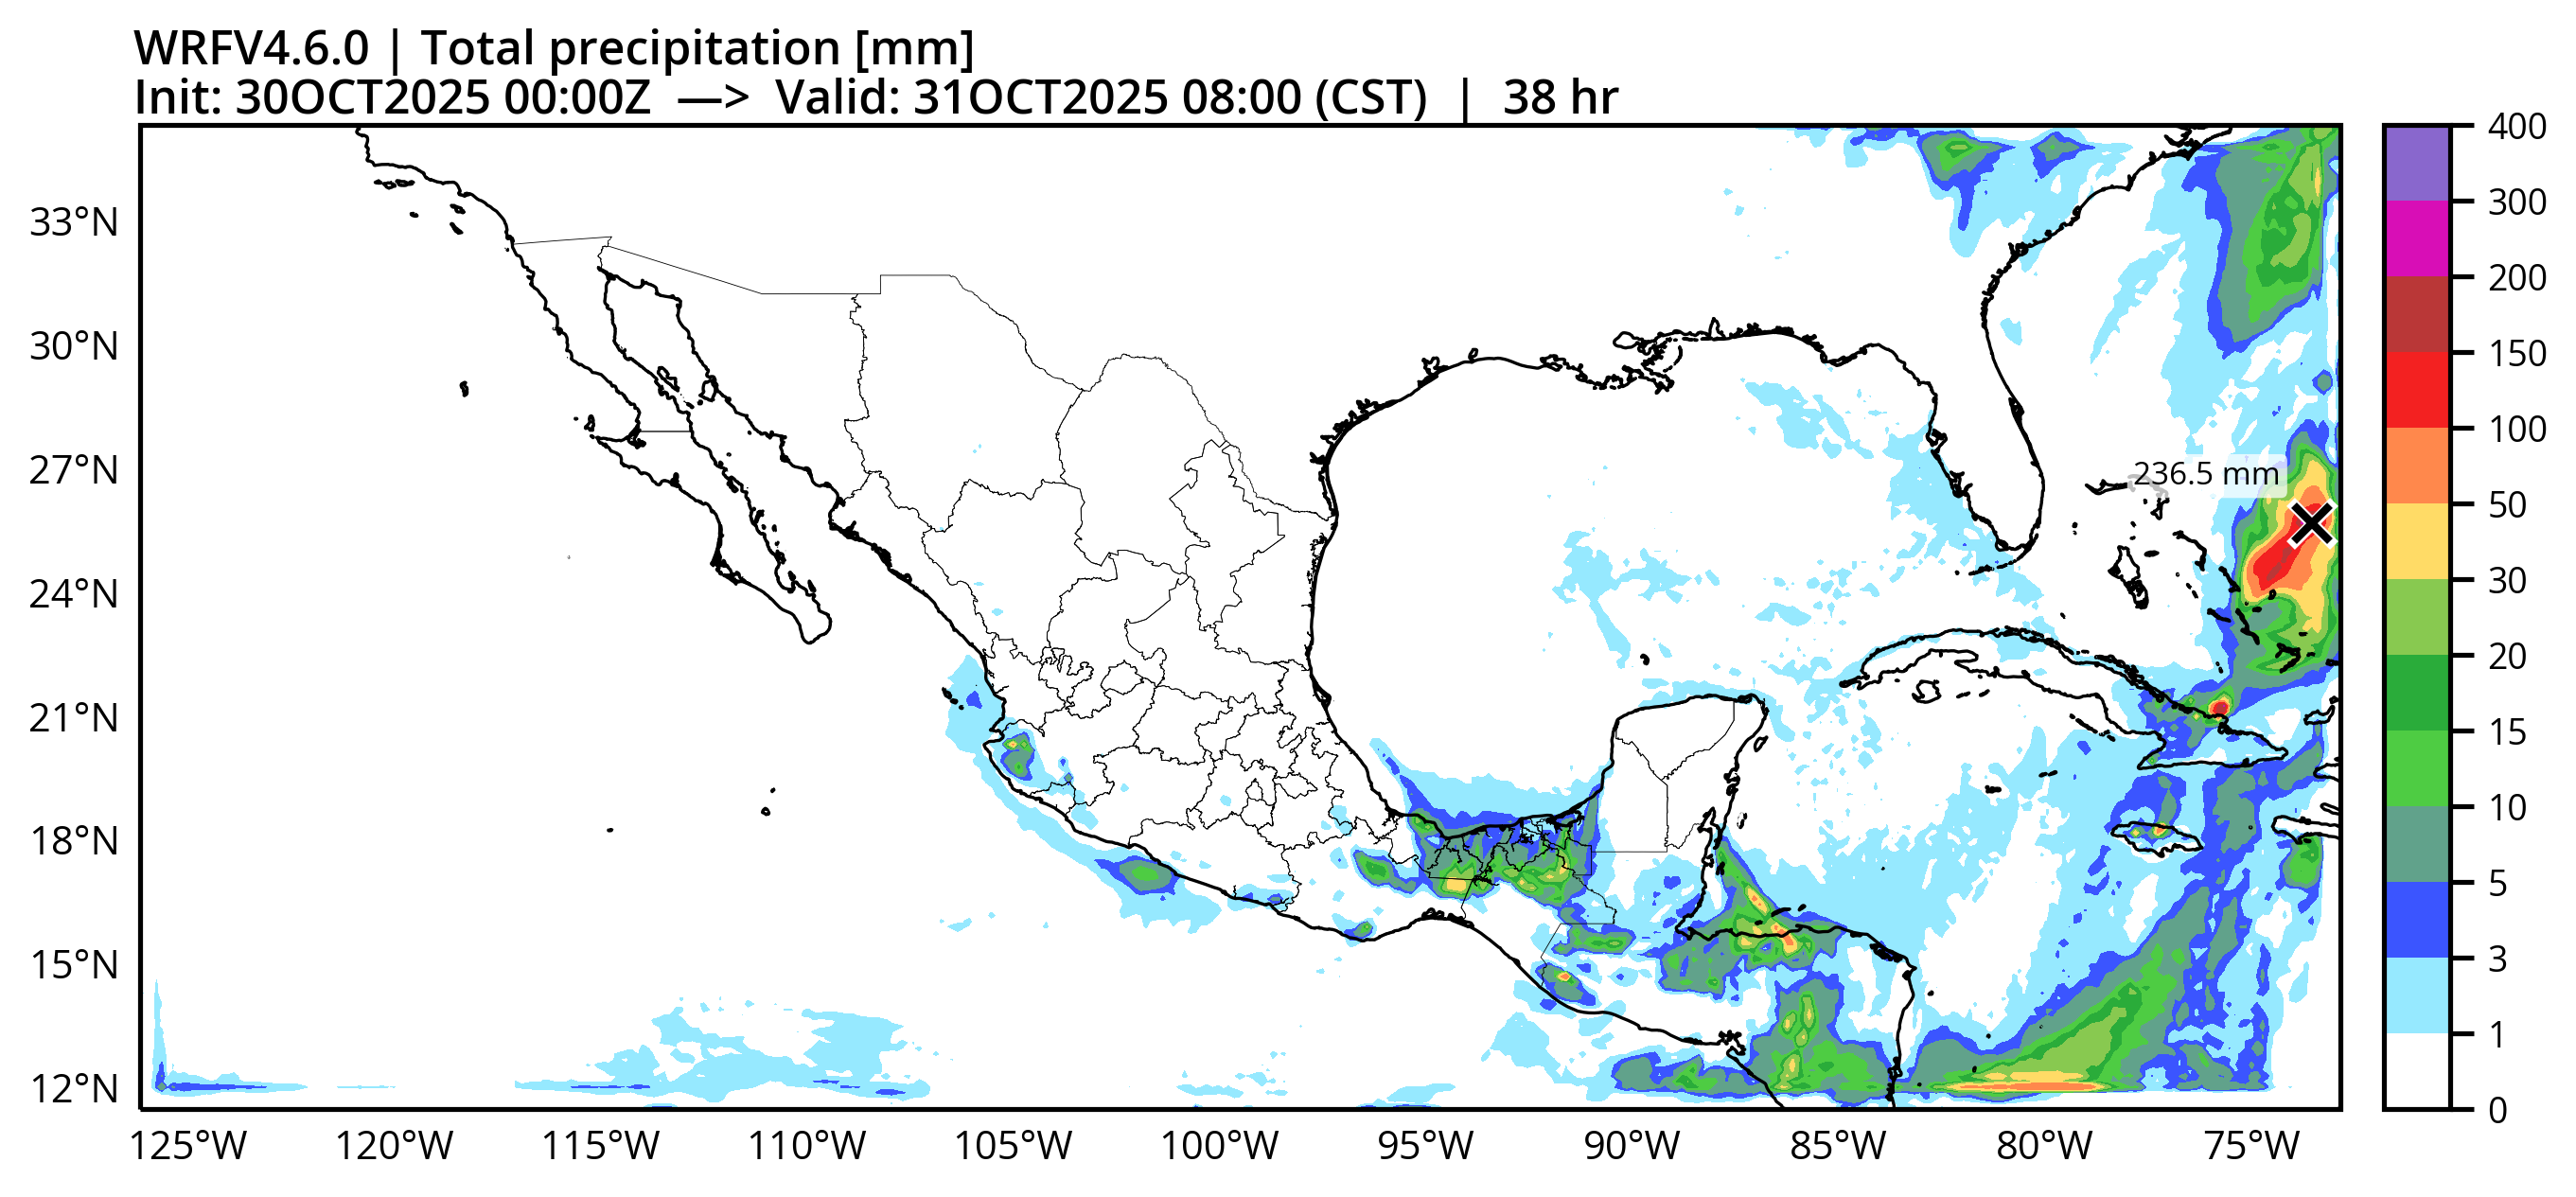 WRFV4.6.0 | Total precipitation [mm]
Init: 30OCT2025 00:00Z —> Valid: 31OCT2025 08:00 (CST) | 38 hr
33°N
30°N
27°N
24°N
21°N
18°N
15°N
12°N
125°W
120°W
115°W
110°W
105°W
100°W
95°W
90°W
85°W
80°W
75°W
236.5 mm
400
300
200
150
100
50
30
20
15
10
5
3
1
0